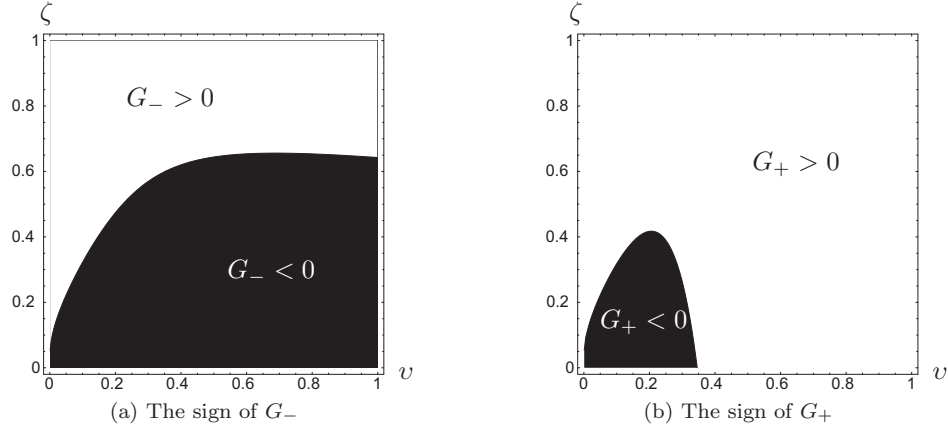 ζ
1
0.8
0.6
0.4
0.2
0
G₋ > 0
G₋ < 0
0 0.2 0.4 0.6 0.8 1
υ
(a) The sign of G₋
ζ
1
0.8
0.6
0.4
0.2
0
G₊ > 0
G₊ < 0
0 0.2 0.4 0.6 0.8 1
υ
(b) The sign of G₊